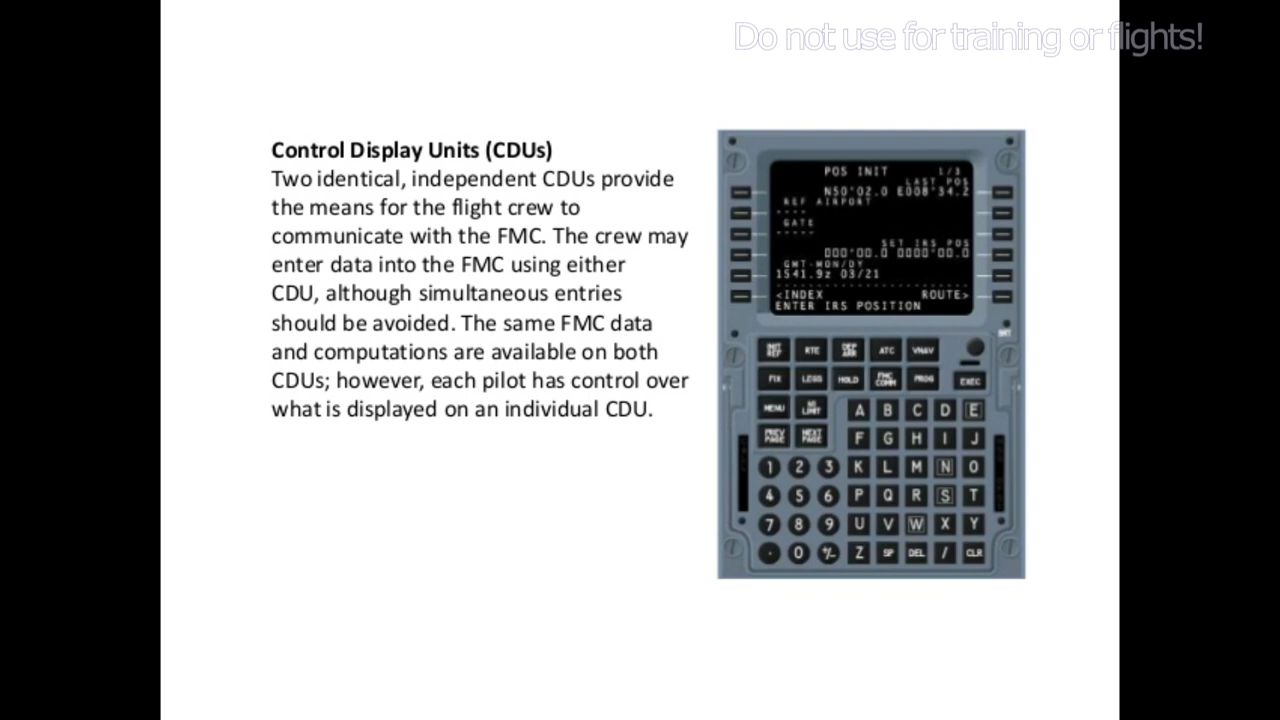 Do not use for training or flights!
Control Display Units (CDUs)
Two identical, independent CDUs provide
the means for the flight crew to
communicate with the FMC. The crew may
enter data into the FMC using either
CDU, although simultaneous entries
should be avoided. The same FMC data
and computations are available on both
CDUs; however, each pilot has control over
what is displayed on an individual CDU.
POS INIT 1/3
LAST POS
N50°02.0 E008°34.2
REF AIRPORT
----
GATE
-----
SET IRS POS
000°00.0 0000°00.0
GMT-MON/DY
1541.9z 03/21
<INDEX ROUTE>
ENTER IRS POSITION
BRT
INIT REF RTE DEP ARR ATC VNAV
FIX LEGS HOLD FMC COMM PROG EXEC
MENU N1 LIMIT A B C D E
PREV PAGE NEXT PAGE F G H I J
1 2 3 K L M N O
4 5 6 P Q R S T
7 8 9 U V W X Y
. 0 +/- Z SP DEL / CLR